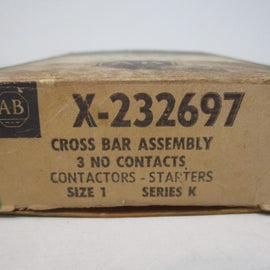 AB
X-232697
CROSS BAR ASSEMBLY
3 NO CONTACTS
CONTACTORS - STARTERS
SIZE 1 SERIES K